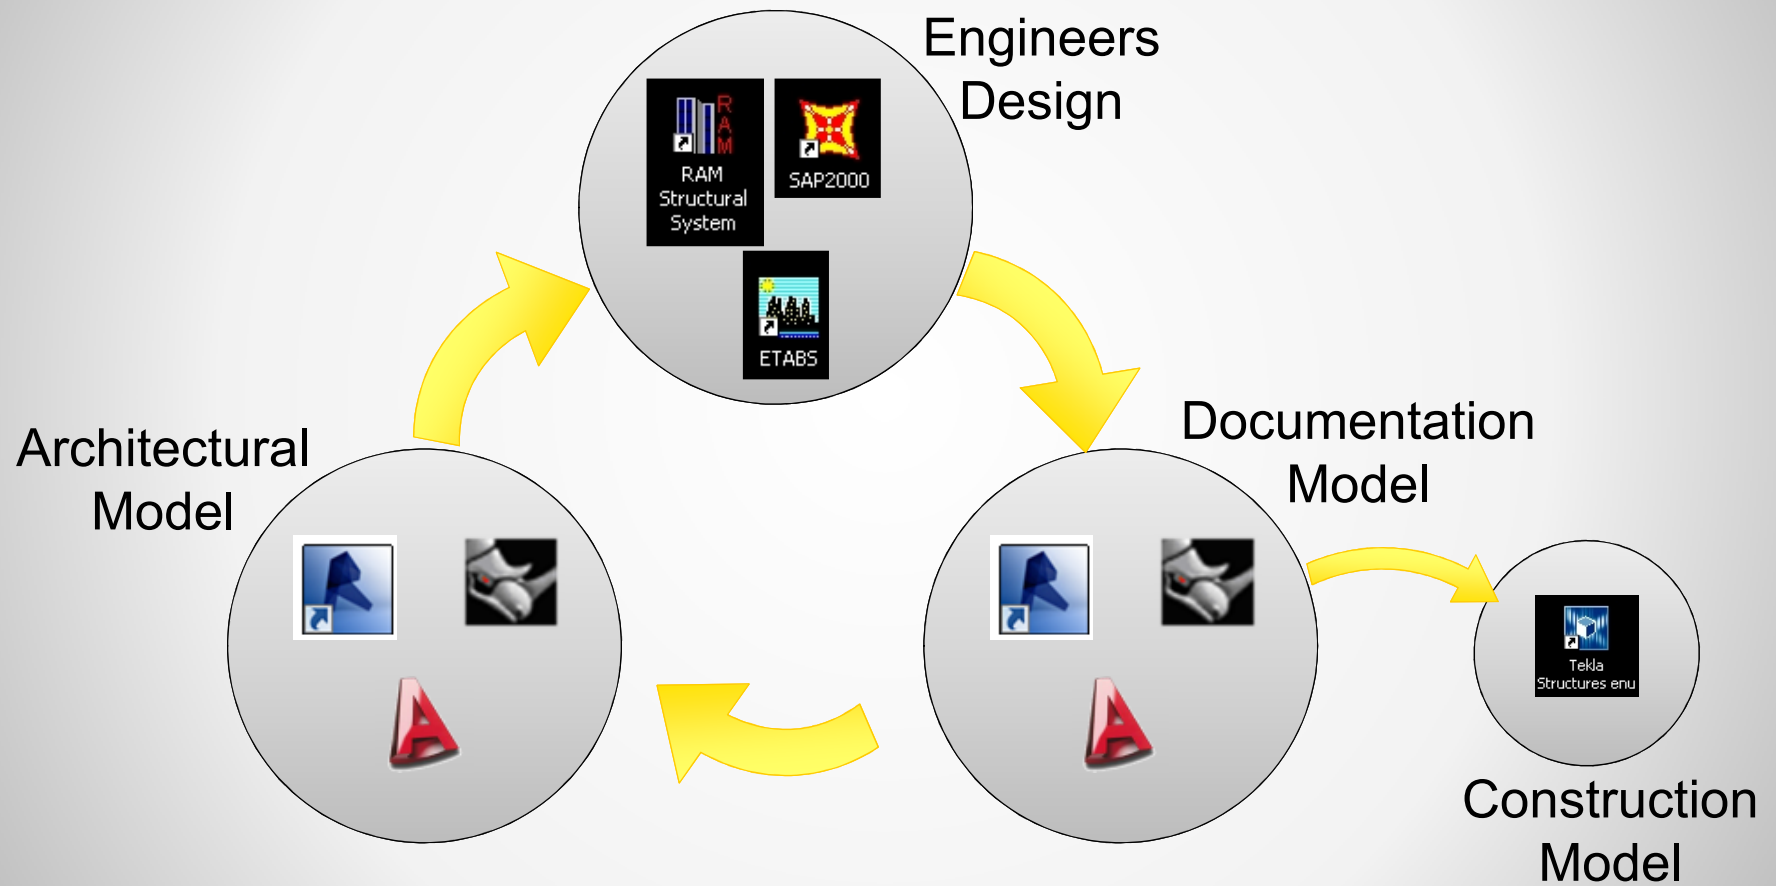 Engineers
Design
RAM
RAM
Structural
System
SAP2000
ETABS
Architectural
Model
Documentation
Model
Tekla
Structures enu
Construction
Model